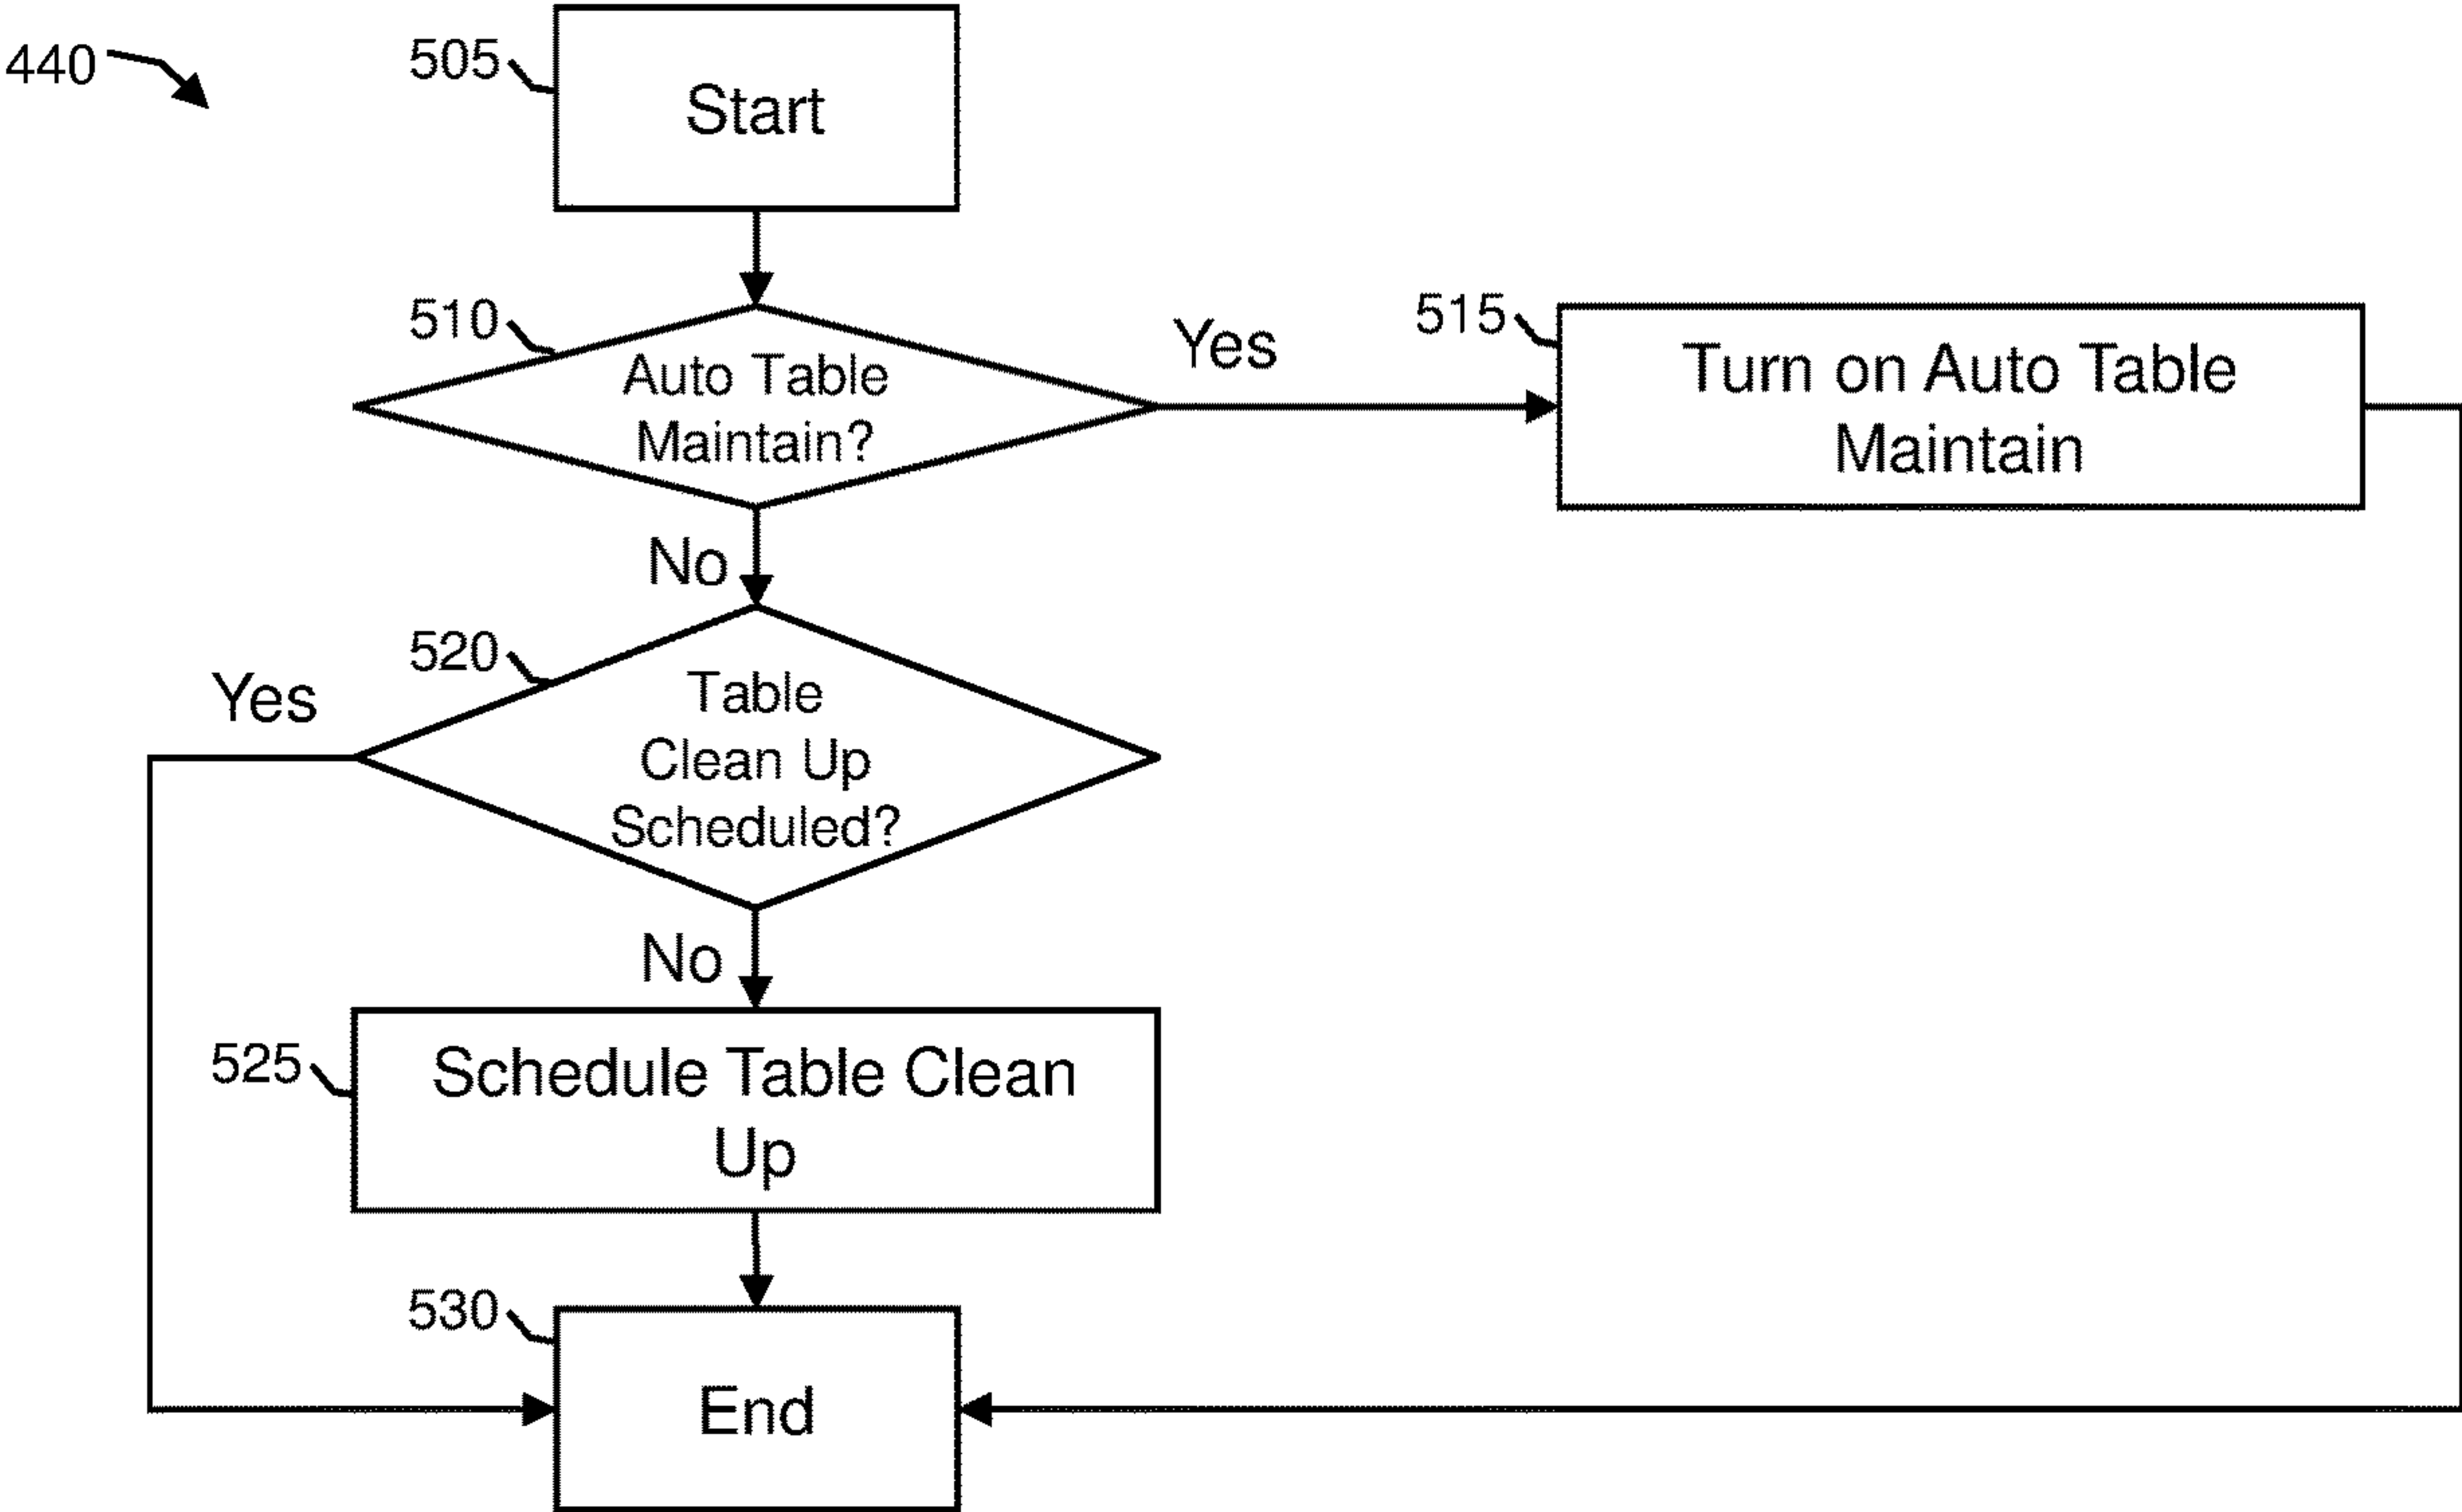 440
505
Start
510
Auto Table
Maintain?
Yes
515
Turn on Auto Table
Maintain
No
520
Yes
Table
Clean Up
Scheduled?
No
525
Schedule Table Clean
Up
530
End